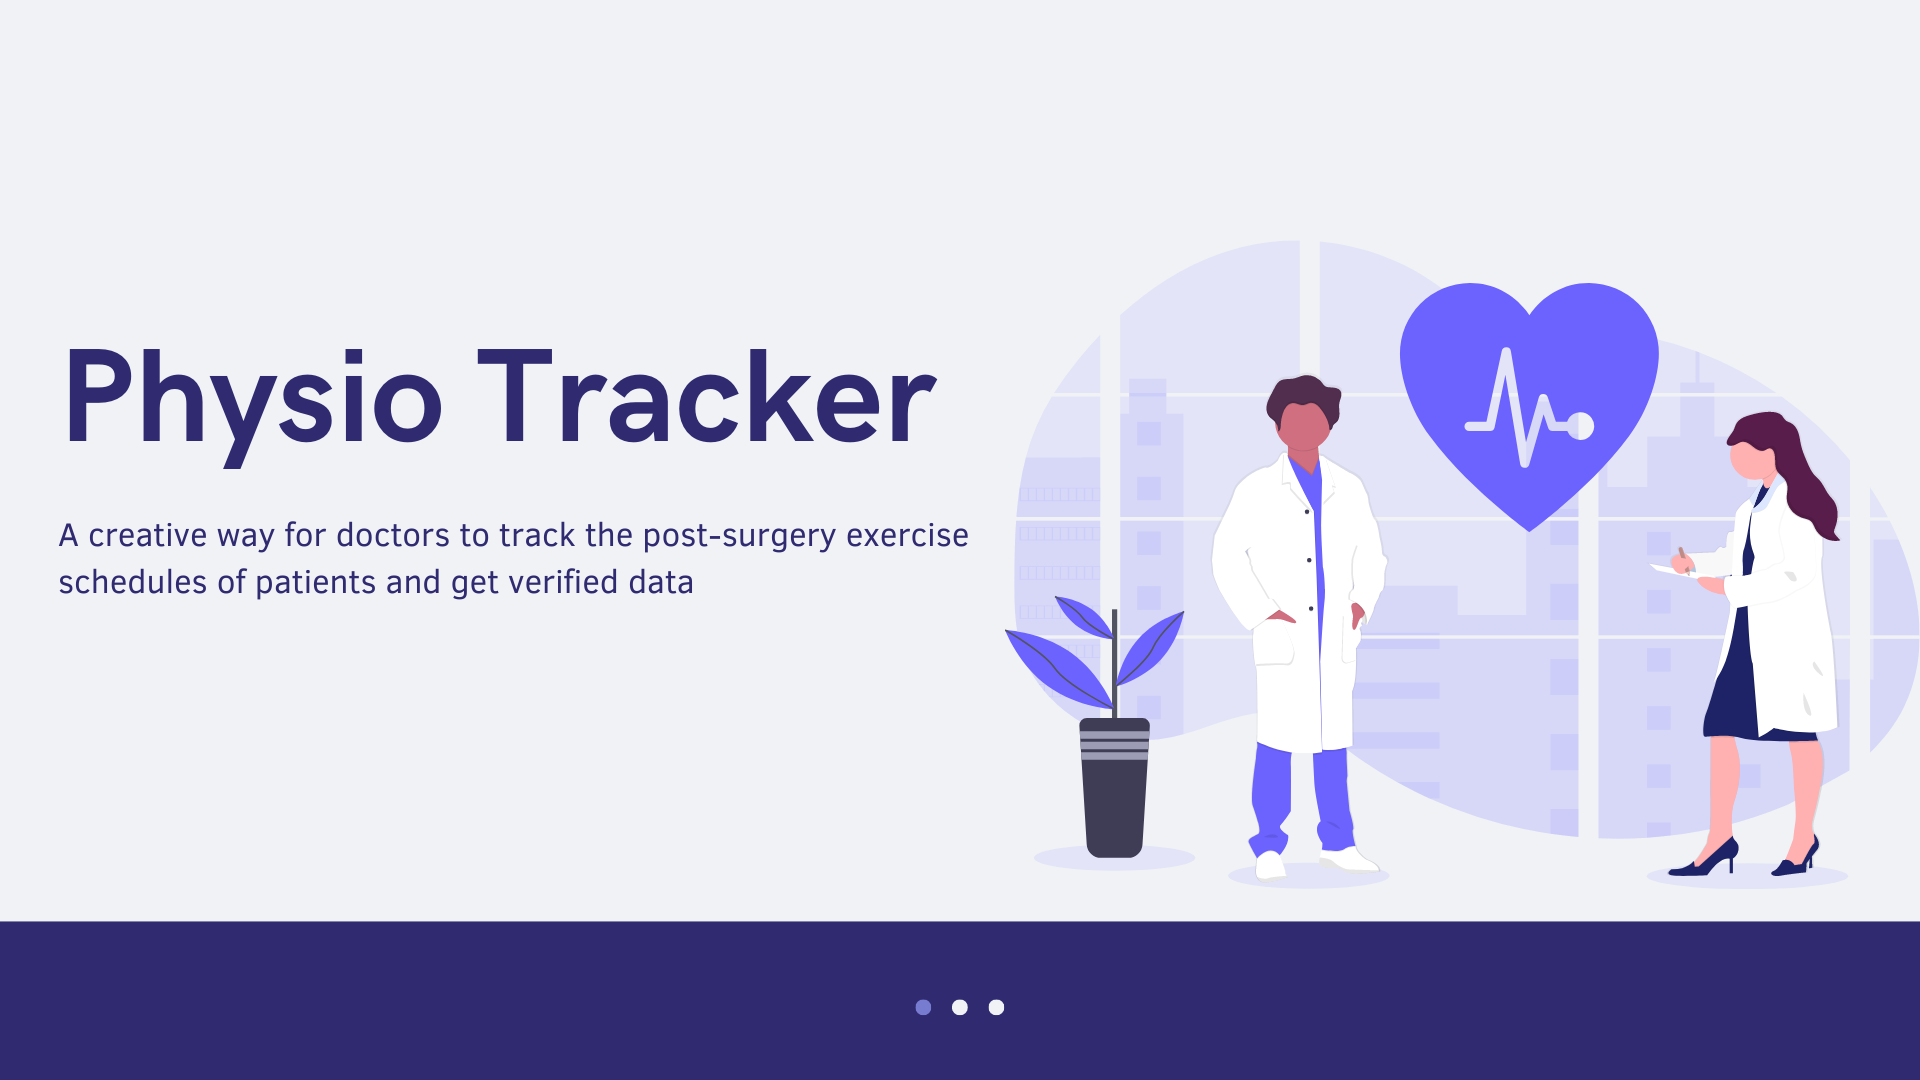 Physio Tracker
A creative way for doctors to track the post-surgery exercise
schedules of patients and get verified data